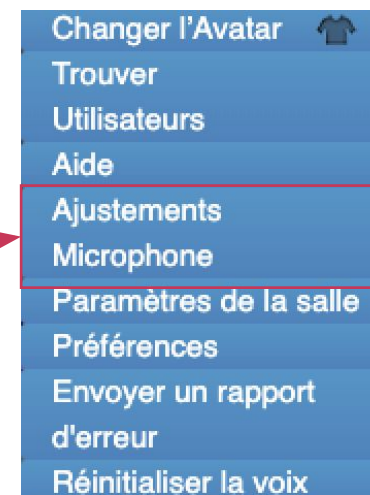 Changer l’Avatar
Trouver
Utilisateurs
Aide
Ajustements
Microphone
Paramètres de la salle
Préférences
Envoyer un rapport
d'erreur
Réinitialiser la voix